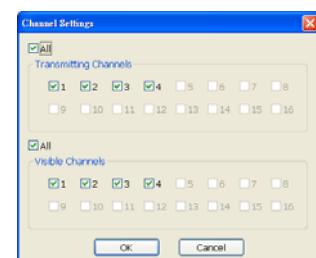 Channel Settings
All
Transmitting Channels
1 2 3 4 5 6 7 8
9 10 11 12 13 14 15 16
All
Visible Channels
1 2 3 4 5 6 7 8
9 10 11 12 13 14 15 16
OK Cancel